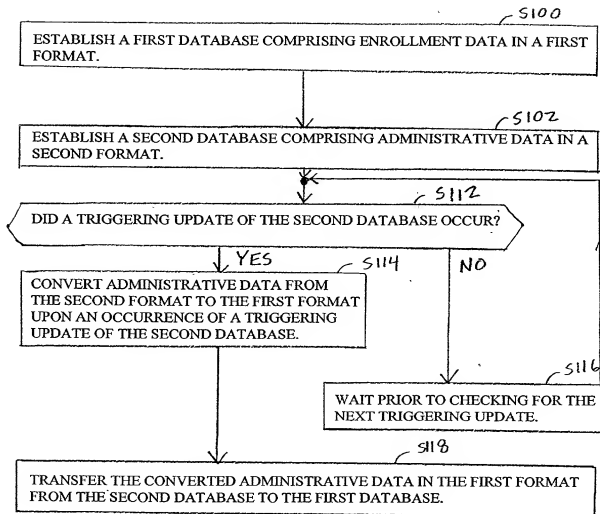 S100
ESTABLISH A FIRST DATABASE COMPRISING ENROLLMENT DATA IN A FIRST
FORMAT.
S102
ESTABLISH A SECOND DATABASE COMPRISING ADMINISTRATIVE DATA IN A
SECOND FORMAT.
S112
DID A TRIGGERING UPDATE OF THE SECOND DATABASE OCCUR?
YES
NO
S114
CONVERT ADMINISTRATIVE DATA FROM
THE SECOND FORMAT TO THE FIRST FORMAT
UPON AN OCCURRENCE OF A TRIGGERING
UPDATE OF THE SECOND DATABASE.
S116
WAIT PRIOR TO CHECKING FOR THE
NEXT TRIGGERING UPDATE.
S118
TRANSFER THE CONVERTED ADMINISTRATIVE DATA IN THE FIRST FORMAT
FROM THE SECOND DATABASE TO THE FIRST DATABASE.